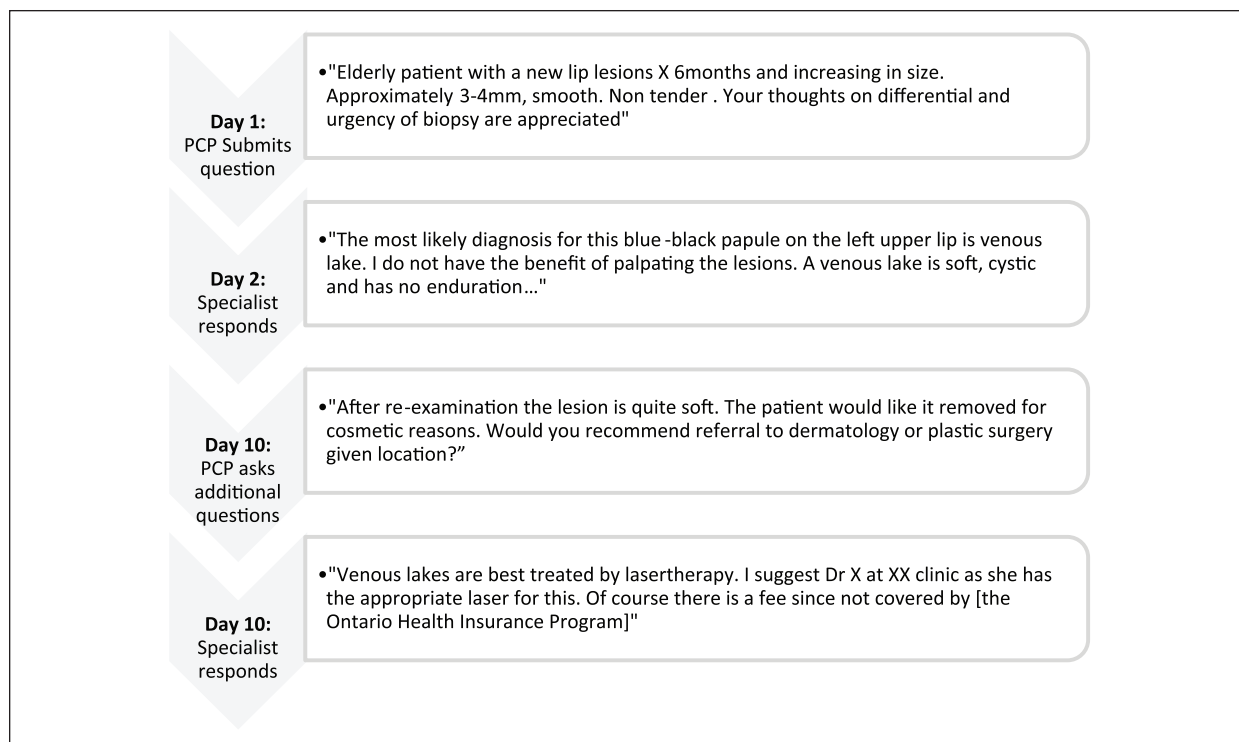 Day 1:
PCP Submits
question
•"Elderly patient with a new lip lesions X 6months and increasing in size.
Approximately 3-4mm, smooth. Non tender . Your thoughts on differential and
urgency of biopsy are appreciated"
Day 2:
Specialist
responds
•"The most likely diagnosis for this blue -black papule on the left upper lip is venous
lake. I do not have the benefit of palpating the lesions. A venous lake is soft, cystic
and has no enduration…"
Day 10:
PCP asks
additional
questions
•"After re-examination the lesion is quite soft. The patient would like it removed for
cosmetic reasons. Would you recommend referral to dermatology or plastic surgery
given location?”
Day 10:
Specialist
responds
•"Venous lakes are best treated by lasertherapy. I suggest Dr X at XX clinic as she has
the appropriate laser for this. Of course there is a fee since not covered by [the
Ontario Health Insurance Program]"